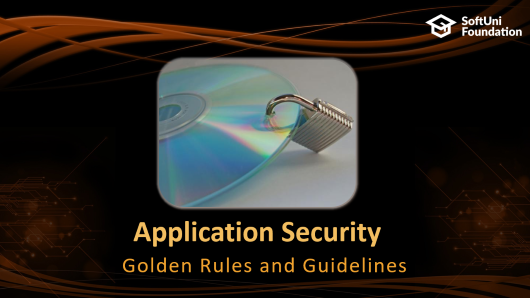 SoftUni
Foundation
Application Security
Golden Rules and Guidelines